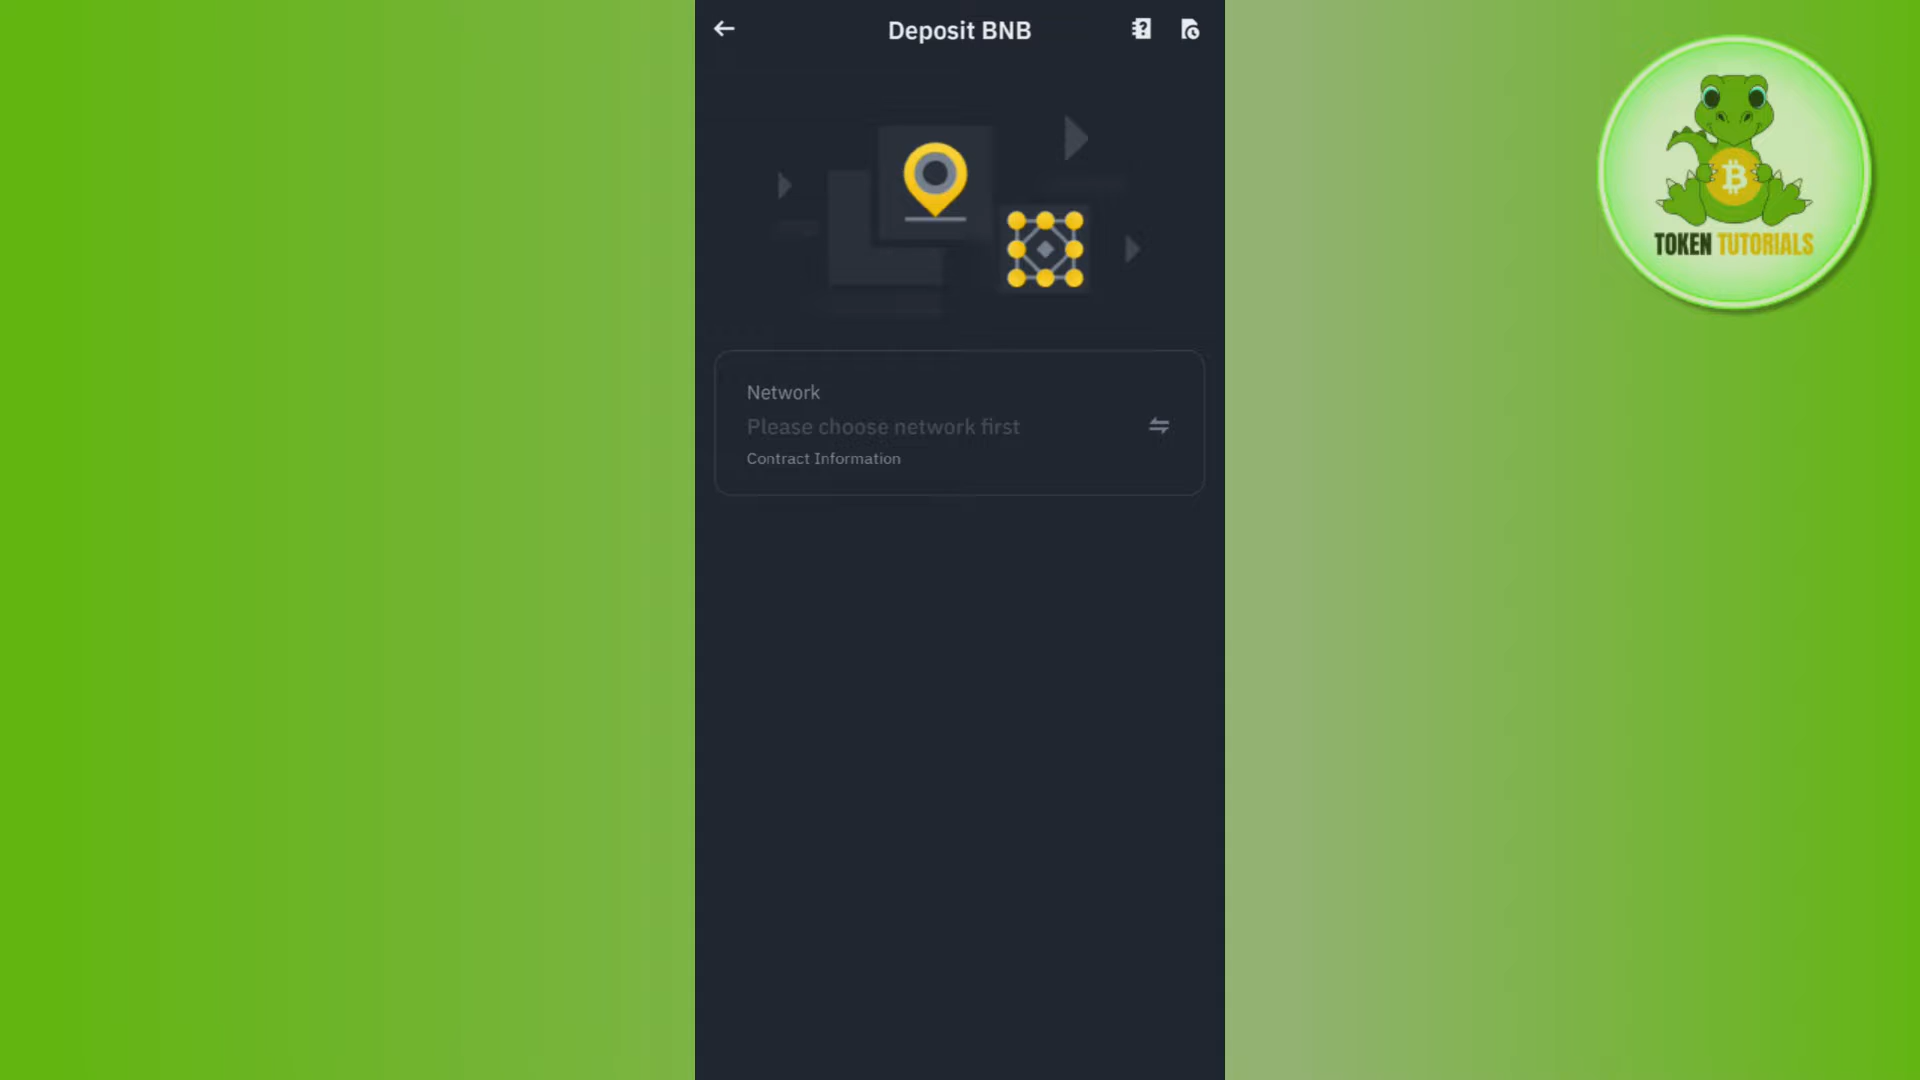 Deposit BNB
TOKEN TUTORIALS
Network
Please choose network first
Contract Information